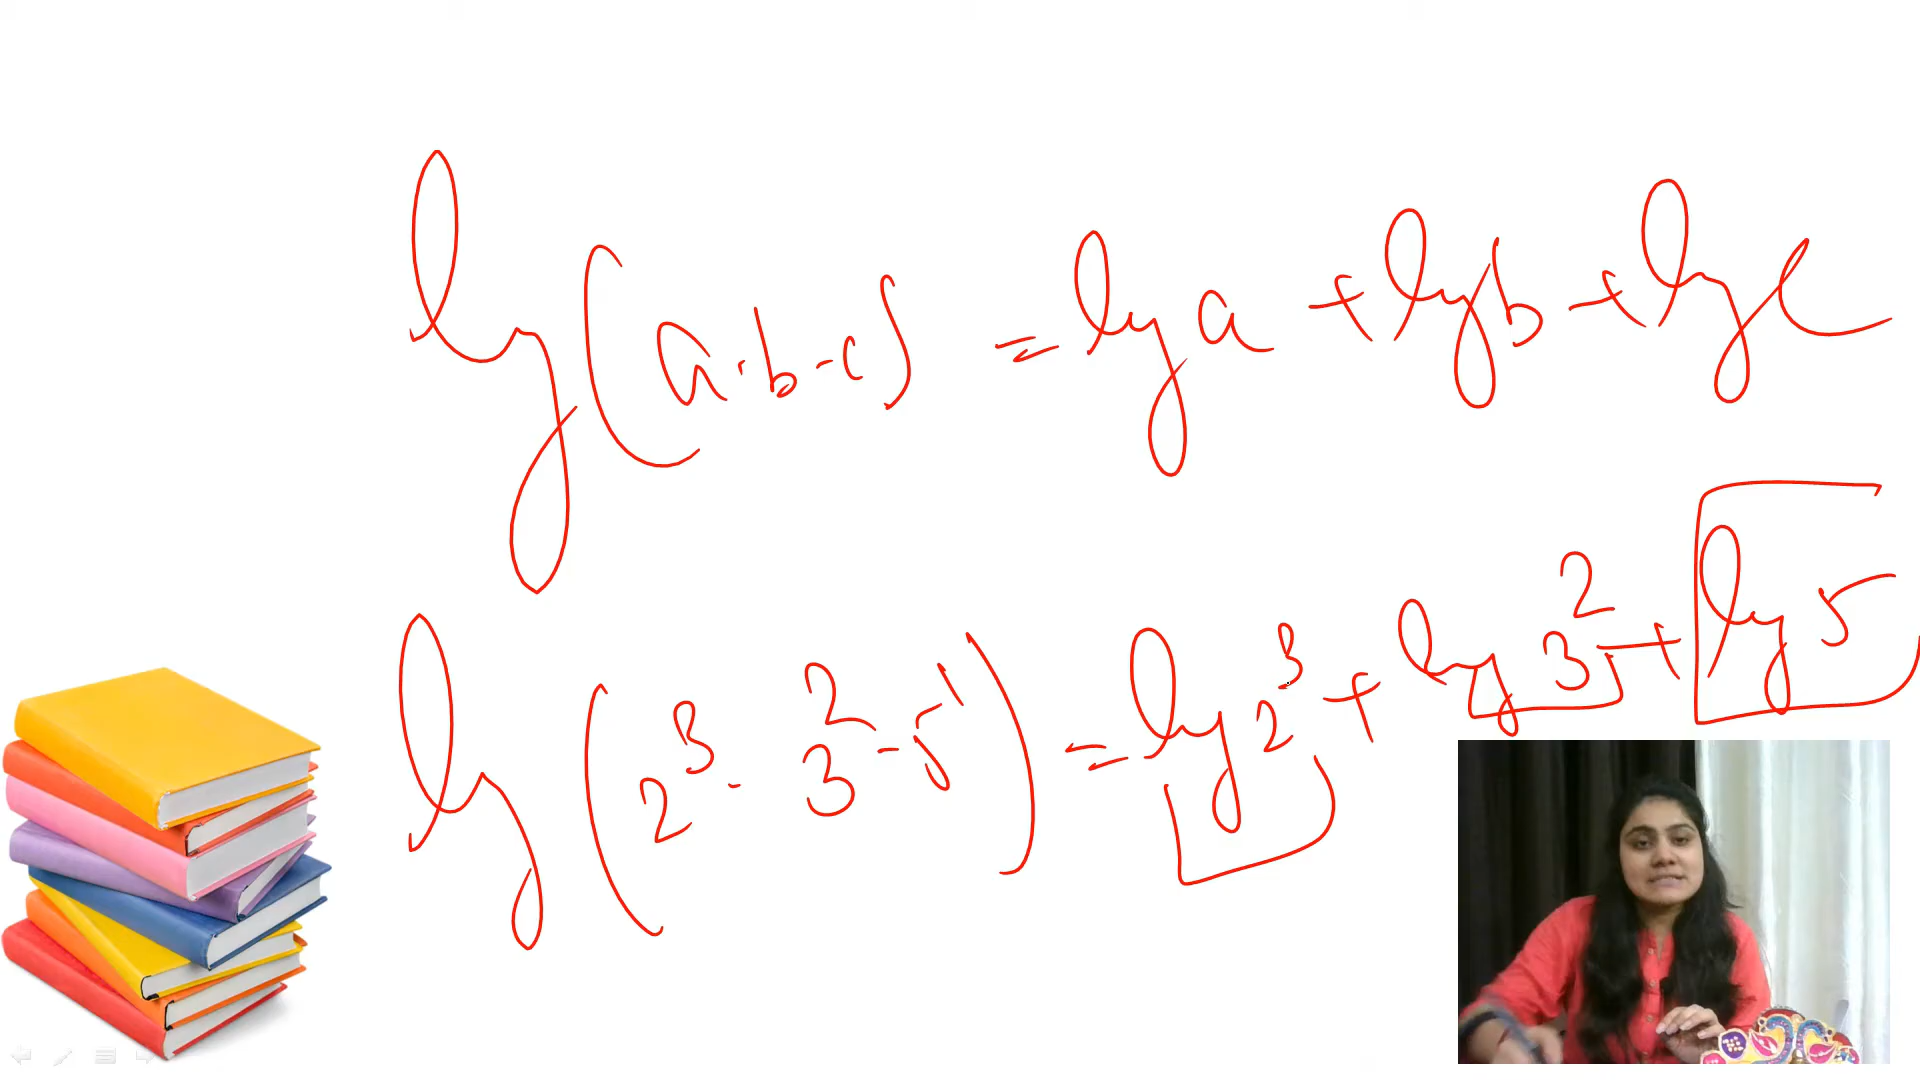 log(a·b·c) = log a + log b + log c
log(2³·3²·5¹) = log 2³ + log 3² + log 5